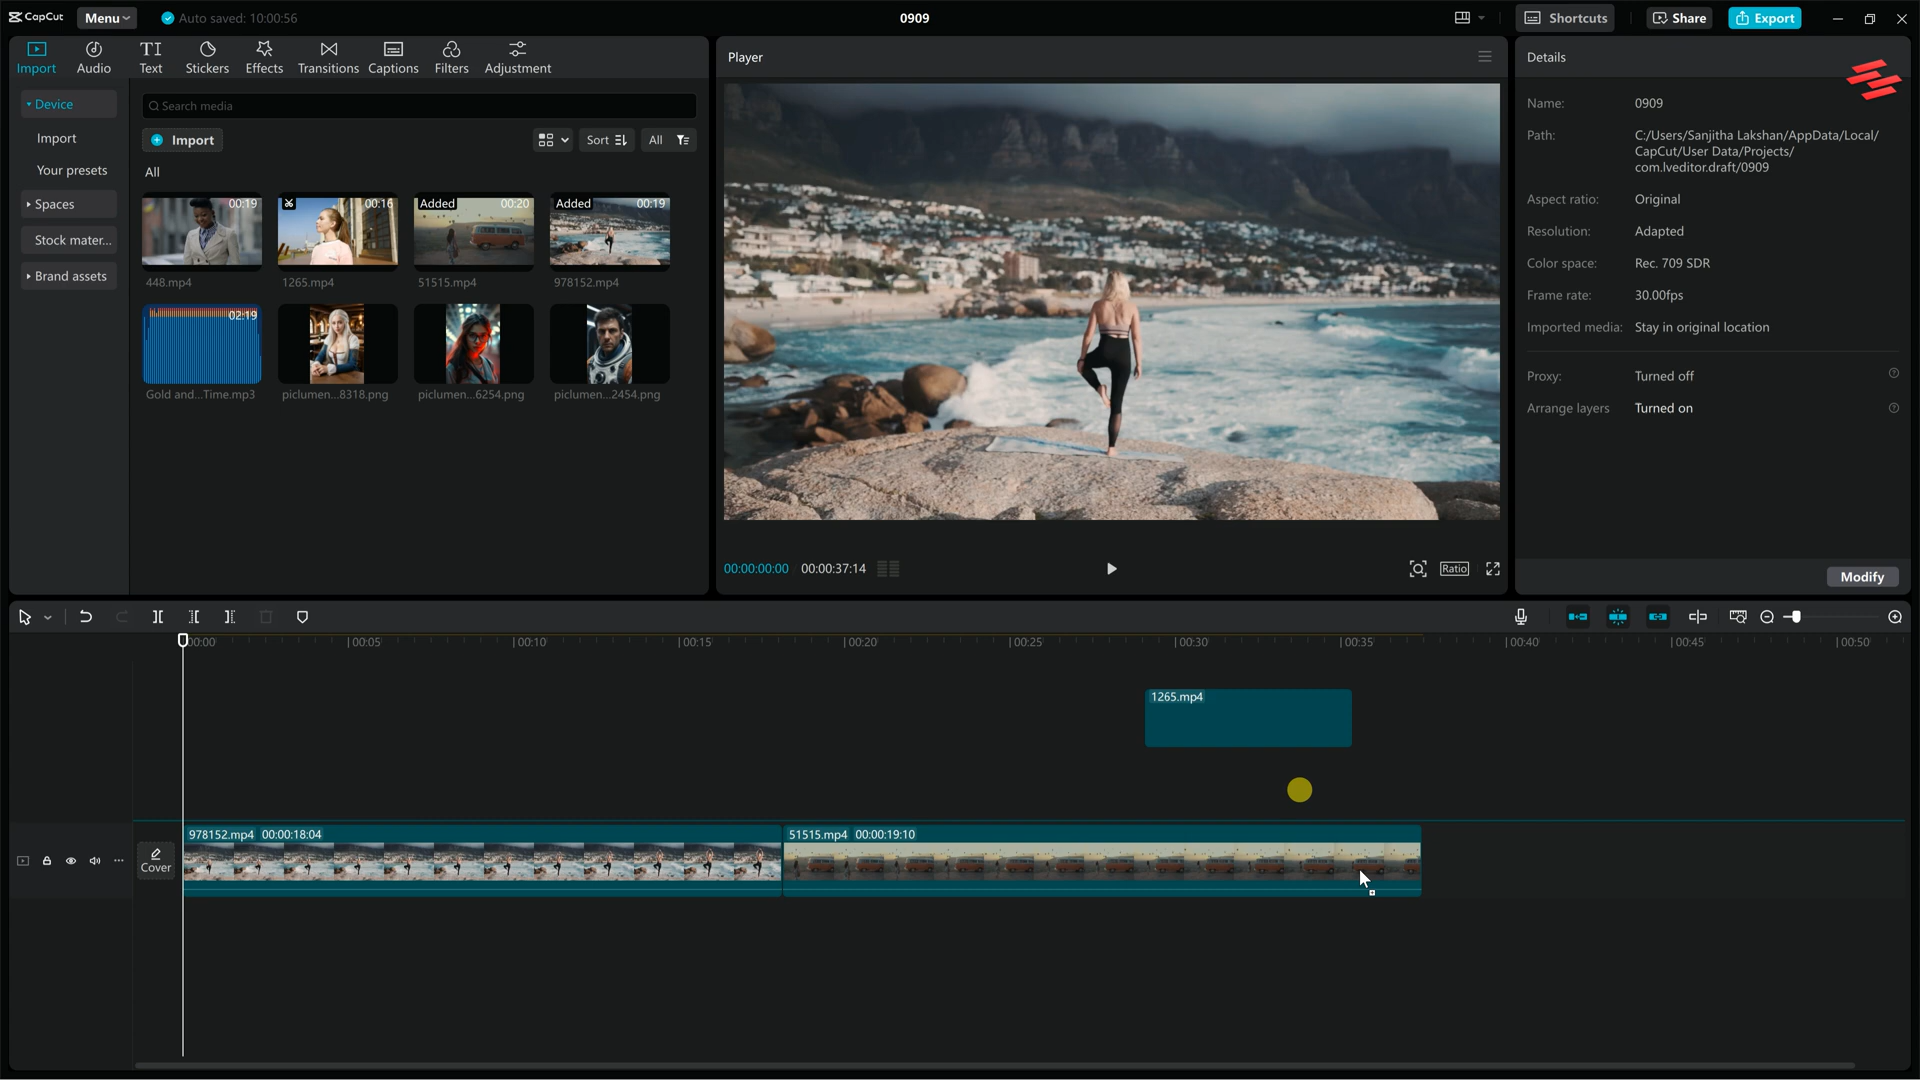 CapCut
Menu
Auto saved: 10:00:56
0909
Shortcuts
Share
Export
Import
Audio
Text
Stickers
Effects
Transitions
Captions
Filters
Adjustment
Device
Import
Your presets
Spaces
Stock mater...
Brand assets
Search media
Import
Sort
All
All
00:19
00:16
Added 00:20
Added 00:19
448.mp4
1265.mp4
51515.mp4
978152.mp4
02:19
Gold and...Time.mp3
piclumen...8318.png
piclumen...6254.png
piclumen...2454.png
Player
00:00:00:00
00:00:37:14
Ratio
Details
Name: 0909
Path: C:/Users/Sanjitha Lakshan/AppData/Local/
CapCut/User Data/Projects/
com.lveditor.draft/0909
Aspect ratio: Original
Resolution: Adapted
Color space: Rec. 709 SDR
Frame rate: 30.00fps
Imported media: Stay in original location
Proxy: Turned off
Arrange layers Turned on
Modify
00:00
00:05
00:10
00:15
00:20
00:25
00:30
00:35
00:40
00:45
00:50
1265.mp4
Cover
978152.mp4 00:00:18:04
51515.mp4 00:00:19:10